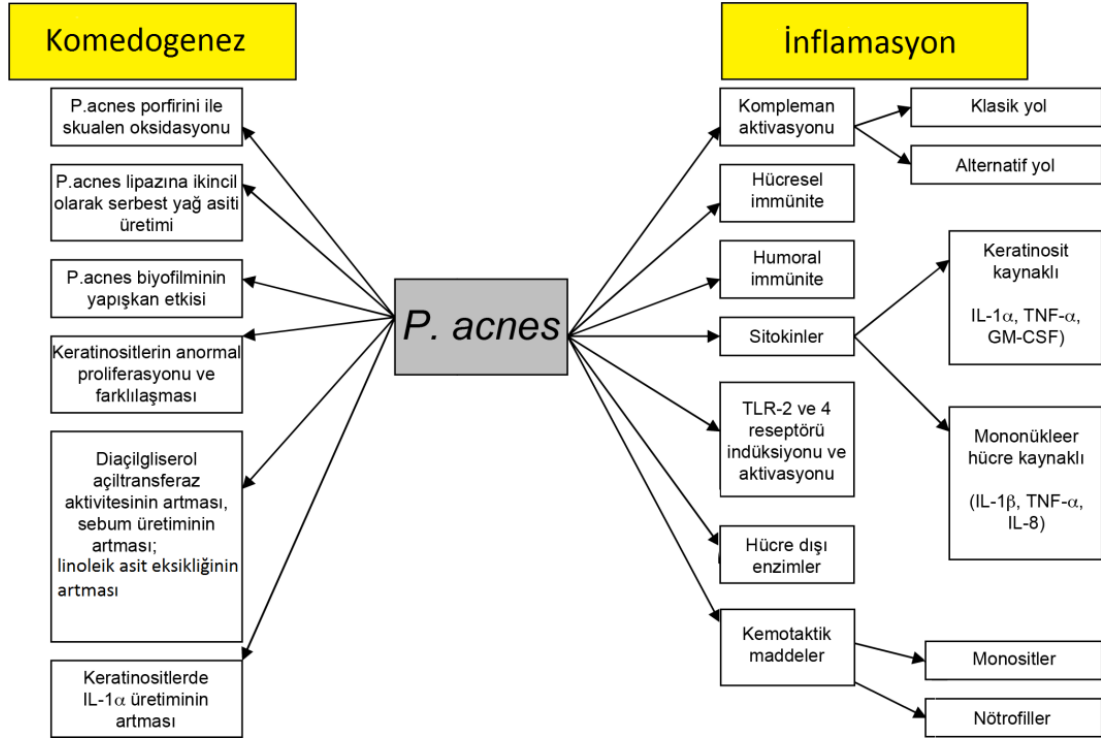 Komedogenez
P.acnes porfirini ile
skualen oksidasyonu
P.acnes lipazına ikincil
olarak serbest yağ asiti
üretimi
P.acnes biyofilminin
yapışkan etkisi
Keratinositlerin anormal
proliferasyonu ve
farklılaşması
Diaçilgliserol
açiltransferaz
aktivitesinin artması,
sebum üretiminin
artması;
linoleik asit eksikliğinin
artması
Keratinositlerde
IL-1α üretiminin
artması
P. acnes
İnflamasyon
Kompleman
aktivasyonu
Klasik yol
Alternatif yol
Hücresel
immünite
Humoral
immünite
Sitokinler
Keratinosit
kaynaklı
IL-1α, TNF-α,
GM-CSF)
Mononükleer
hücre kaynaklı
(IL-1β, TNF-α,
IL-8)
TLR-2 ve 4
reseptörü
indüksiyonu ve
aktivasyonu
Hücre dışı
enzimler
Kemotaktik
maddeler
Monositler
Nötrofiller